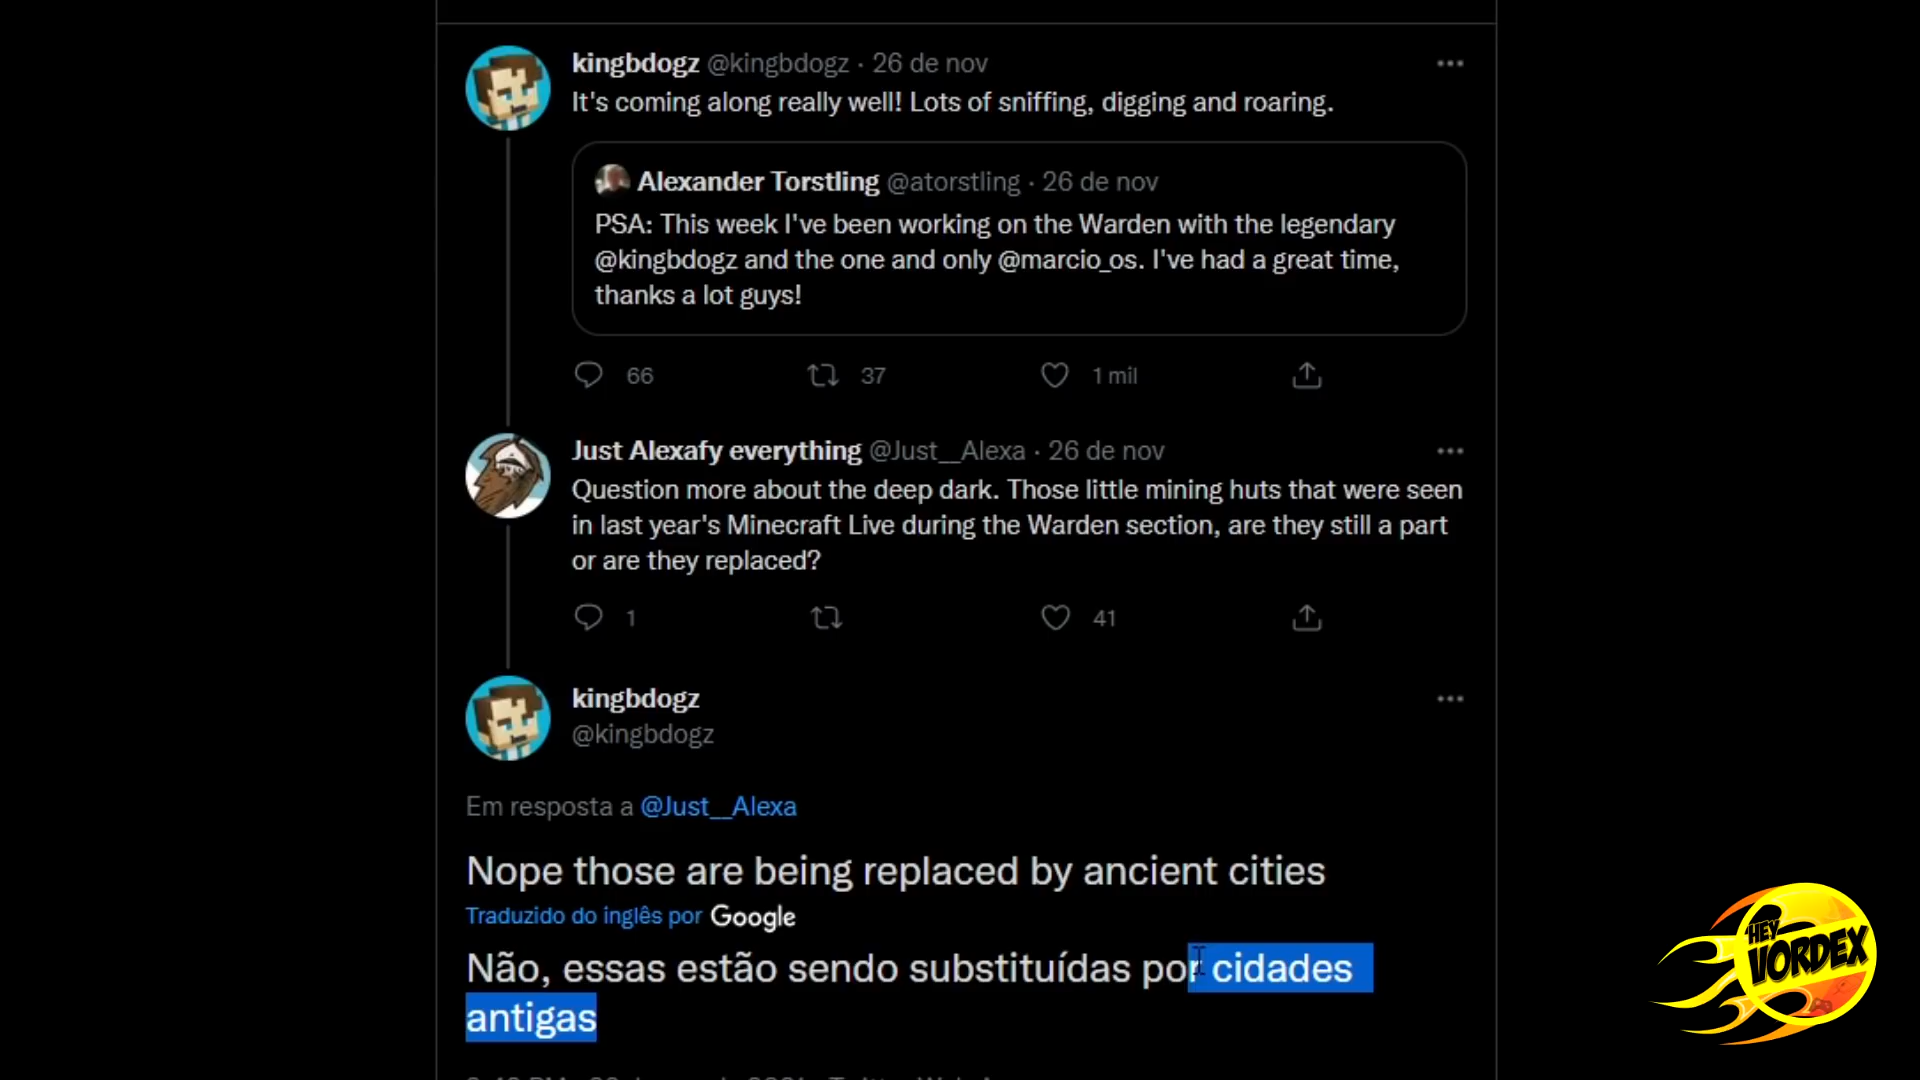 kingbdogz @kingbdogz · 26 de nov
It's coming along really well! Lots of sniffing, digging and roaring.
Alexander Torstling @atorstling · 26 de nov
PSA: This week I've been working on the Warden with the legendary
@kingbdogz and the one and only @marcio_os. I've had a great time,
thanks a lot guys!
66 37 1 mil
Just Alexafy everything @Just__Alexa · 26 de nov
Question more about the deep dark. Those little mining huts that were seen
in last year's Minecraft Live during the Warden section, are they still a part
or are they replaced?
1 41
kingbdogz
@kingbdogz
Em resposta a @Just__Alexa
Nope those are being replaced by ancient cities
Traduzido do inglês por Google
Não, essas estão sendo substituídas por cidades
antigas
HEY
VORDEX